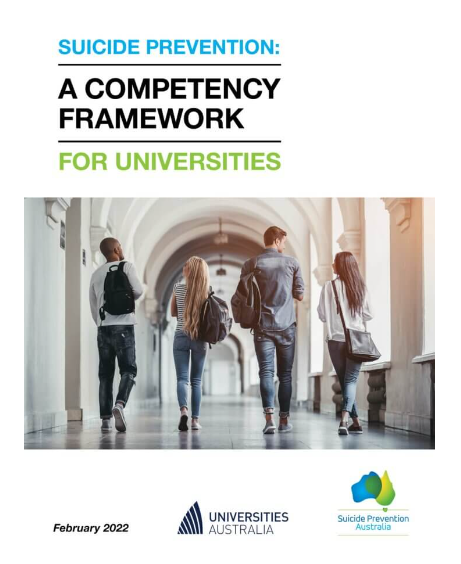 SUICIDE PREVENTION:
A COMPETENCY
FRAMEWORK
FOR UNIVERSITIES
February 2022
UNIVERSITIES
AUSTRALIA
Suicide Prevention
Australia